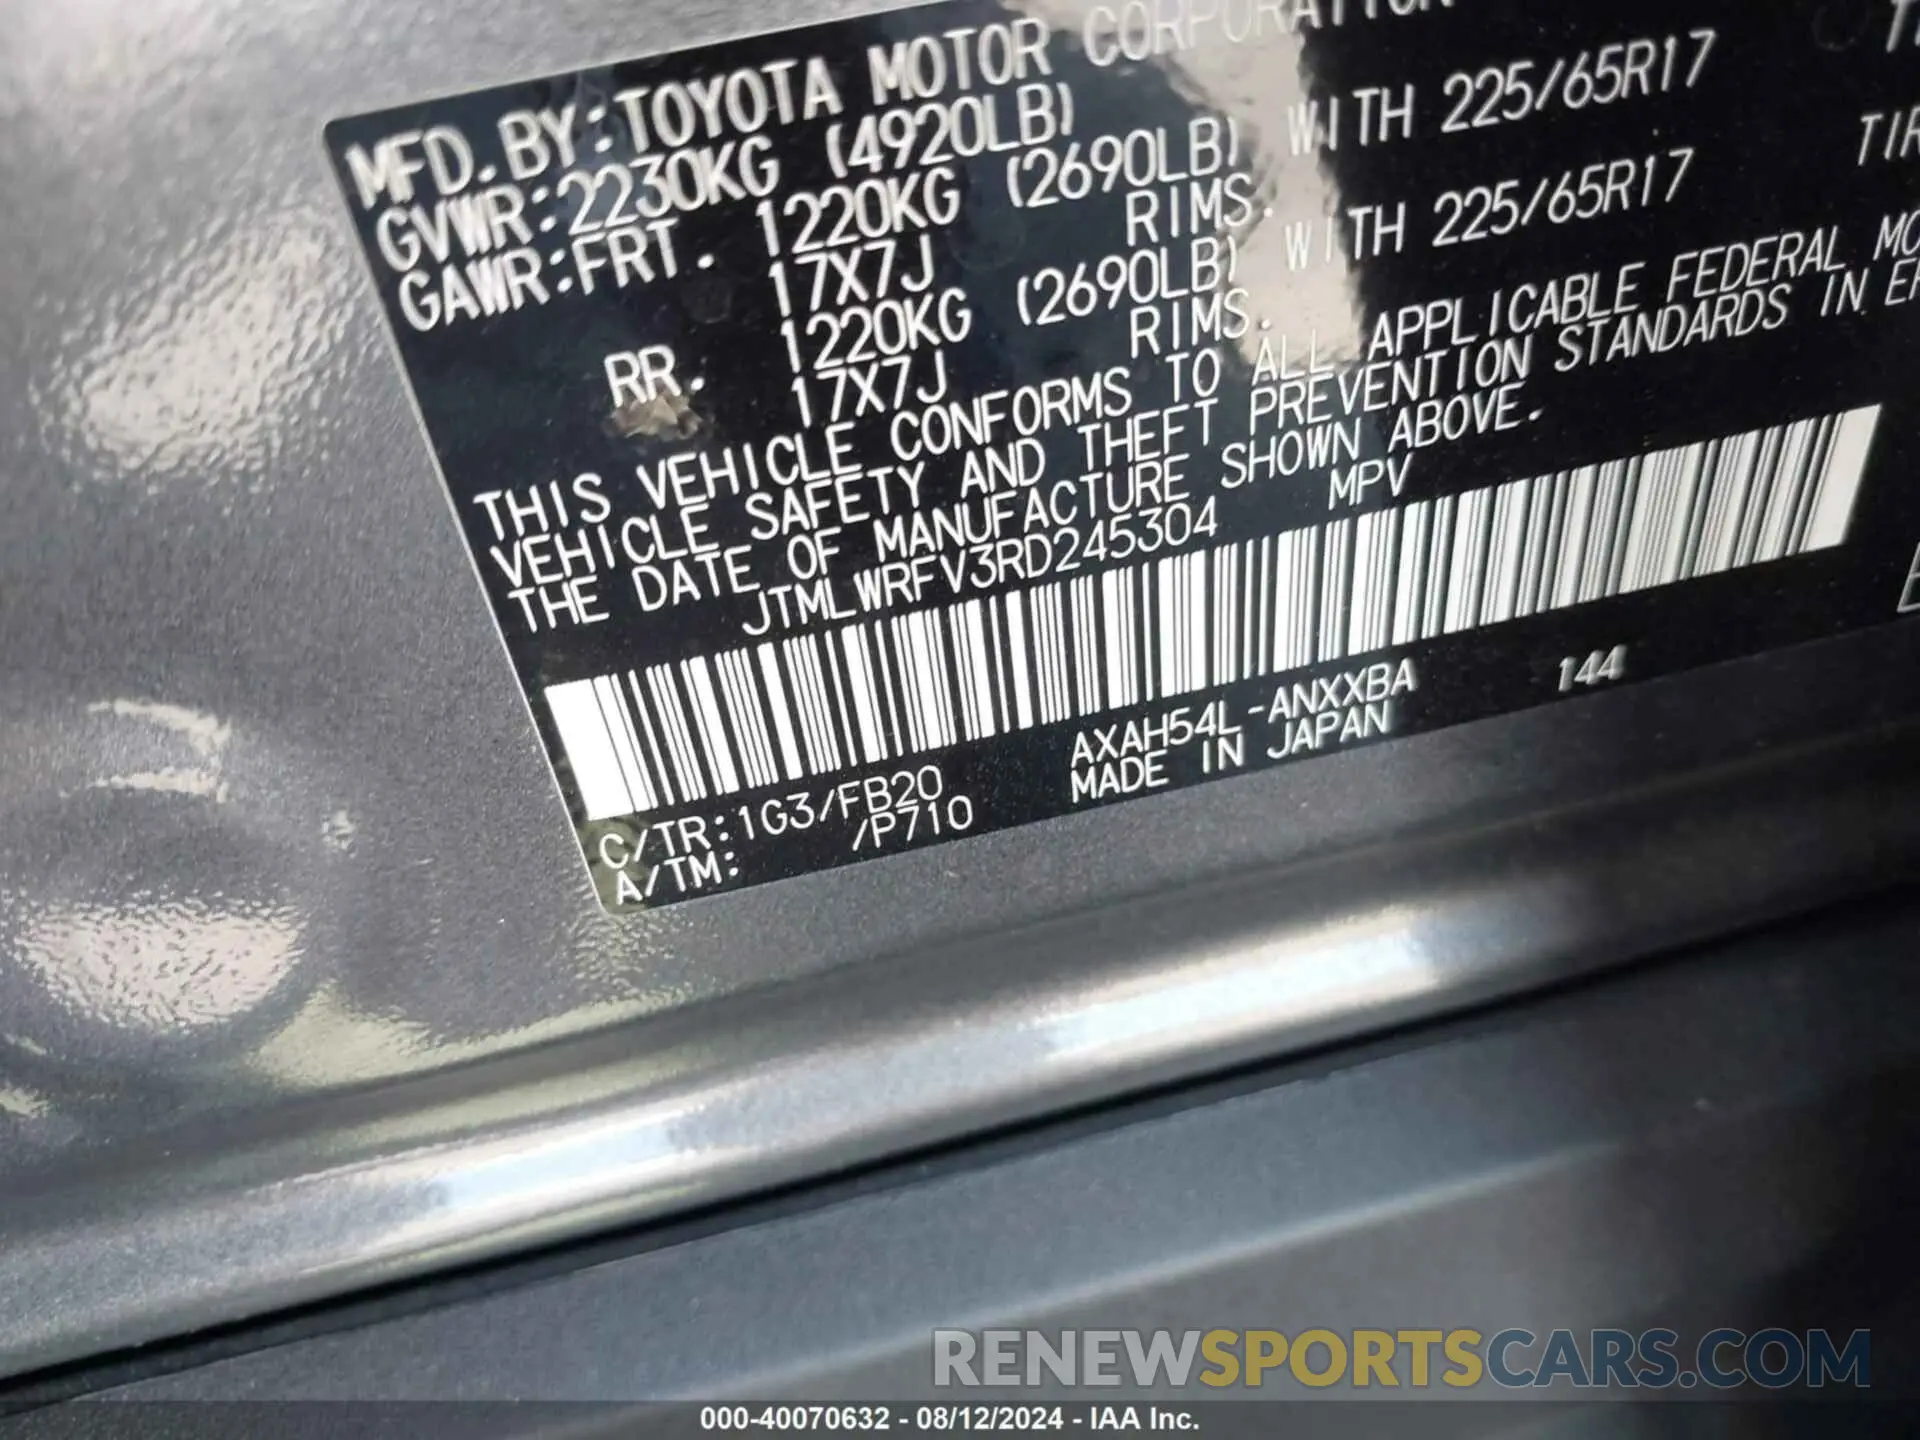 MFD. BY: TOYOTA MOTOR CORPORATION
GVWR: 2230KG (4920LB)
GAWR: FRT. 1220KG (2690LB) WITH 225/65R17
17X7J RIMS.
RR. 1220KG (2690LB) WITH 225/65R17 TIR
17X7J RIMS.
THIS VEHICLE CONFORMS TO ALL APPLICABLE FEDERAL MO
VEHICLE SAFETY AND THEFT PREVENTION STANDARDS IN EF
THE DATE OF MANUFACTURE SHOWN ABOVE.
JTMLWRFV3RD245304 MPV
C/TR: 1G3/FB20 AXAH54L-ANXXBA 144
A/TM: /P710 MADE IN JAPAN
RENEWSPORTSCARS.COM
000-40070632 - 08/12/2024 - IAA Inc.